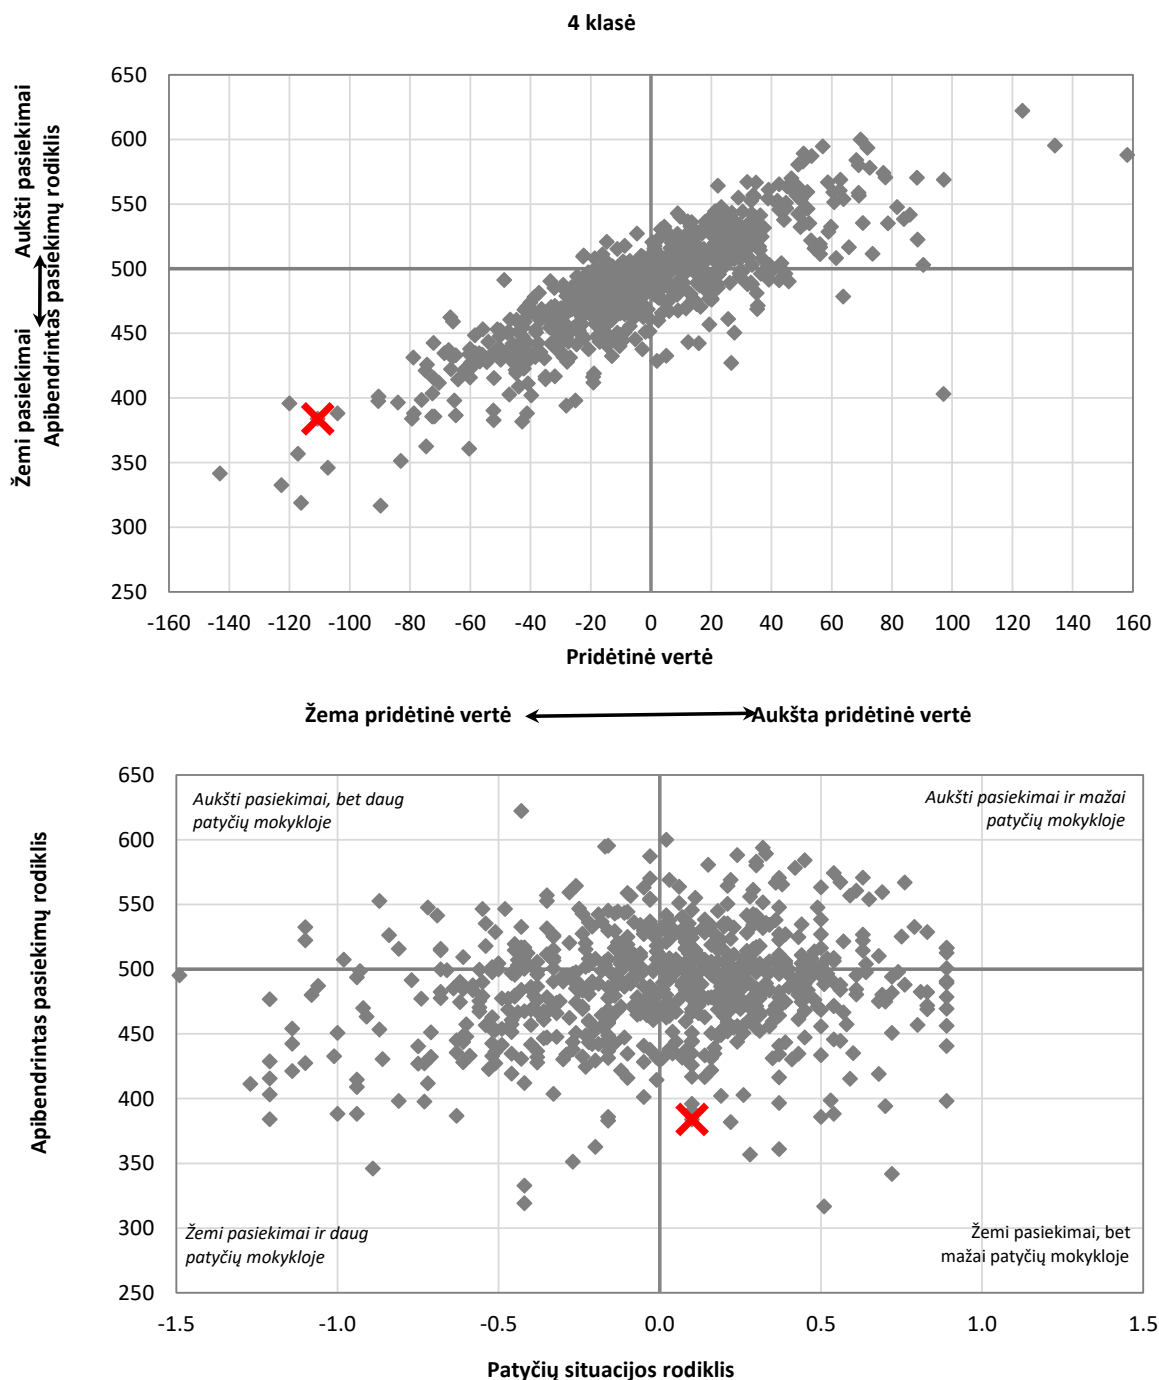 4 klasė
Aukšti pasiekimai
Žemi pasiekimai
Apibendrintas pasiekimų rodiklis
650
600
550
500
450
400
350
300
250
-160 -140 -120 -100 -80 -60 -40 -20 0 20 40 60 80 100 120 140 160
Pridėtinė vertė
Žema pridėtinė vertė Aukšta pridėtinė vertė
Apibendrintas pasiekimų rodiklis
650
600
550
500
450
400
350
300
250
Aukšti pasiekimai, bet daug
patyčių mokykloje
Aukšti pasiekimai ir mažai
patyčių mokykloje
Žemi pasiekimai ir daug
patyčių mokykloje
Žemi pasiekimai, bet
mažai patyčių mokykloje
-1.5 -1.0 -0.5 0.0 0.5 1.0 1.5
Patyčių situacijos rodiklis